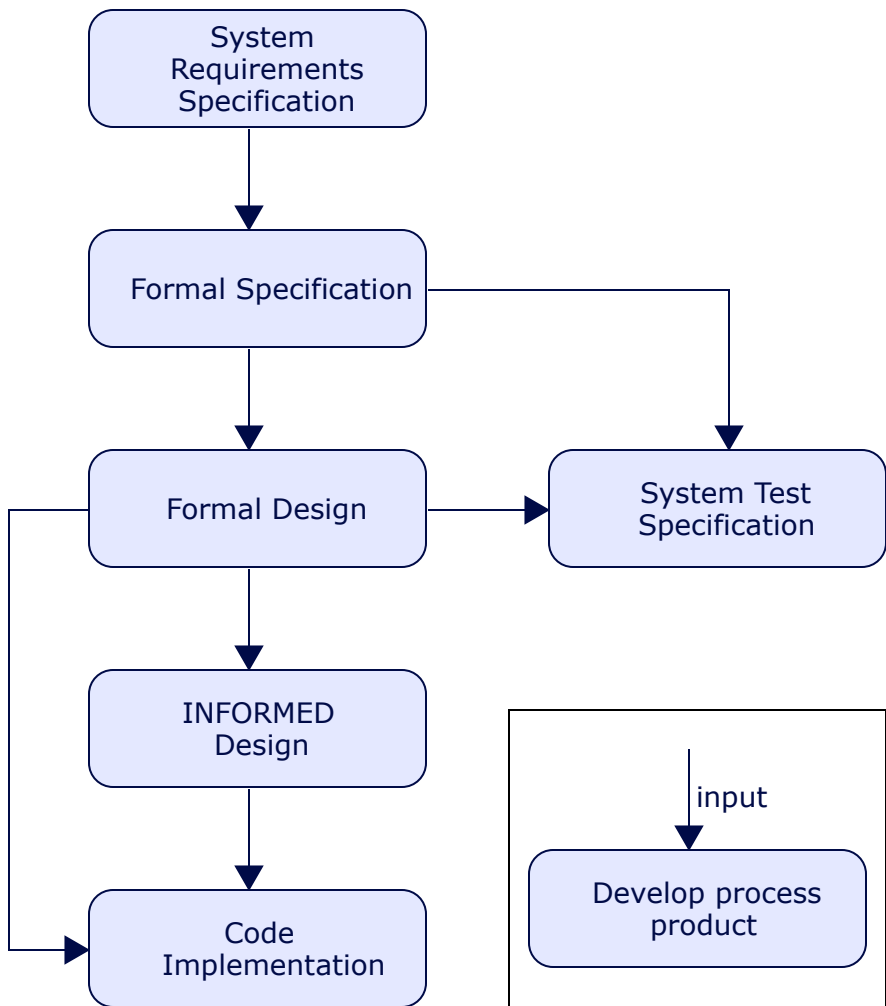 System
Requirements
Specification
Formal Specification
Formal Design
System Test
Specification
INFORMED
Design
input
Develop process
product
Code
Implementation